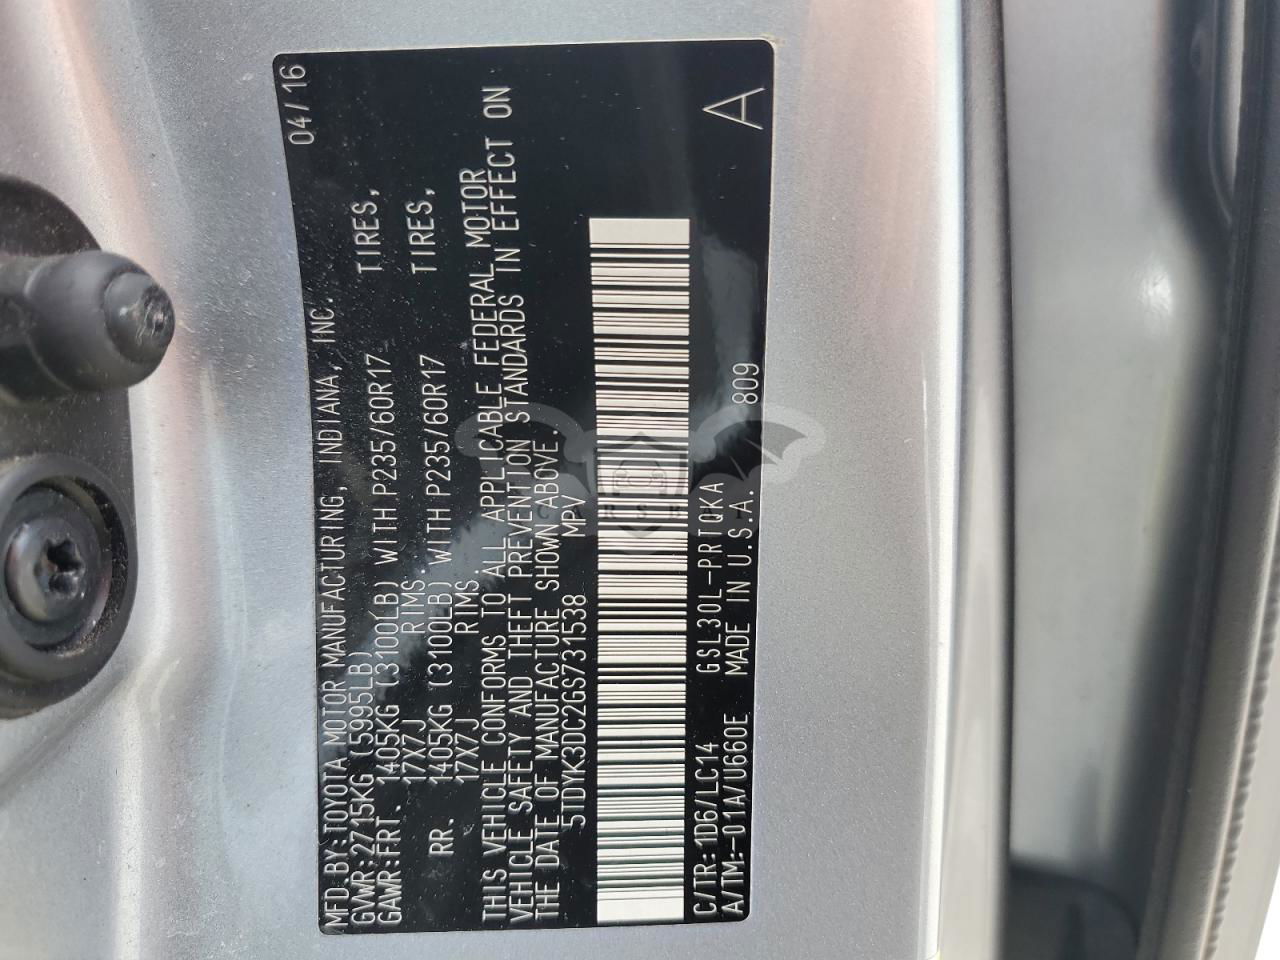 MFD.BY:TOYOTA MOTOR MANUFACTURING, INDIANA, INC. 04/16
GVWR:2715KG (5995LB)
GAWR:FRT. 1405KG (3100LB) WITH P235/60R17 TIRES,
17X7J RIMS.
RR. 1405KG (3100LB) WITH P235/60R17 TIRES,
17X7J RIMS
THIS VEHICLE CONFORMS TO ALL APPLICABLE FEDERAL MOTOR
VEHICLE SAFETY AND THEFT PREVENTION STANDARDS IN EFFECT ON
THE DATE OF MANUFACTURE SHOWN ABOVE.
5TDYK3DC2GS731538 MPV
CARSB
C/TR:1D6/LC14 GSL30L-PRTQKA A
A/TM:-01A/U660E MADE IN U.S.A. 809